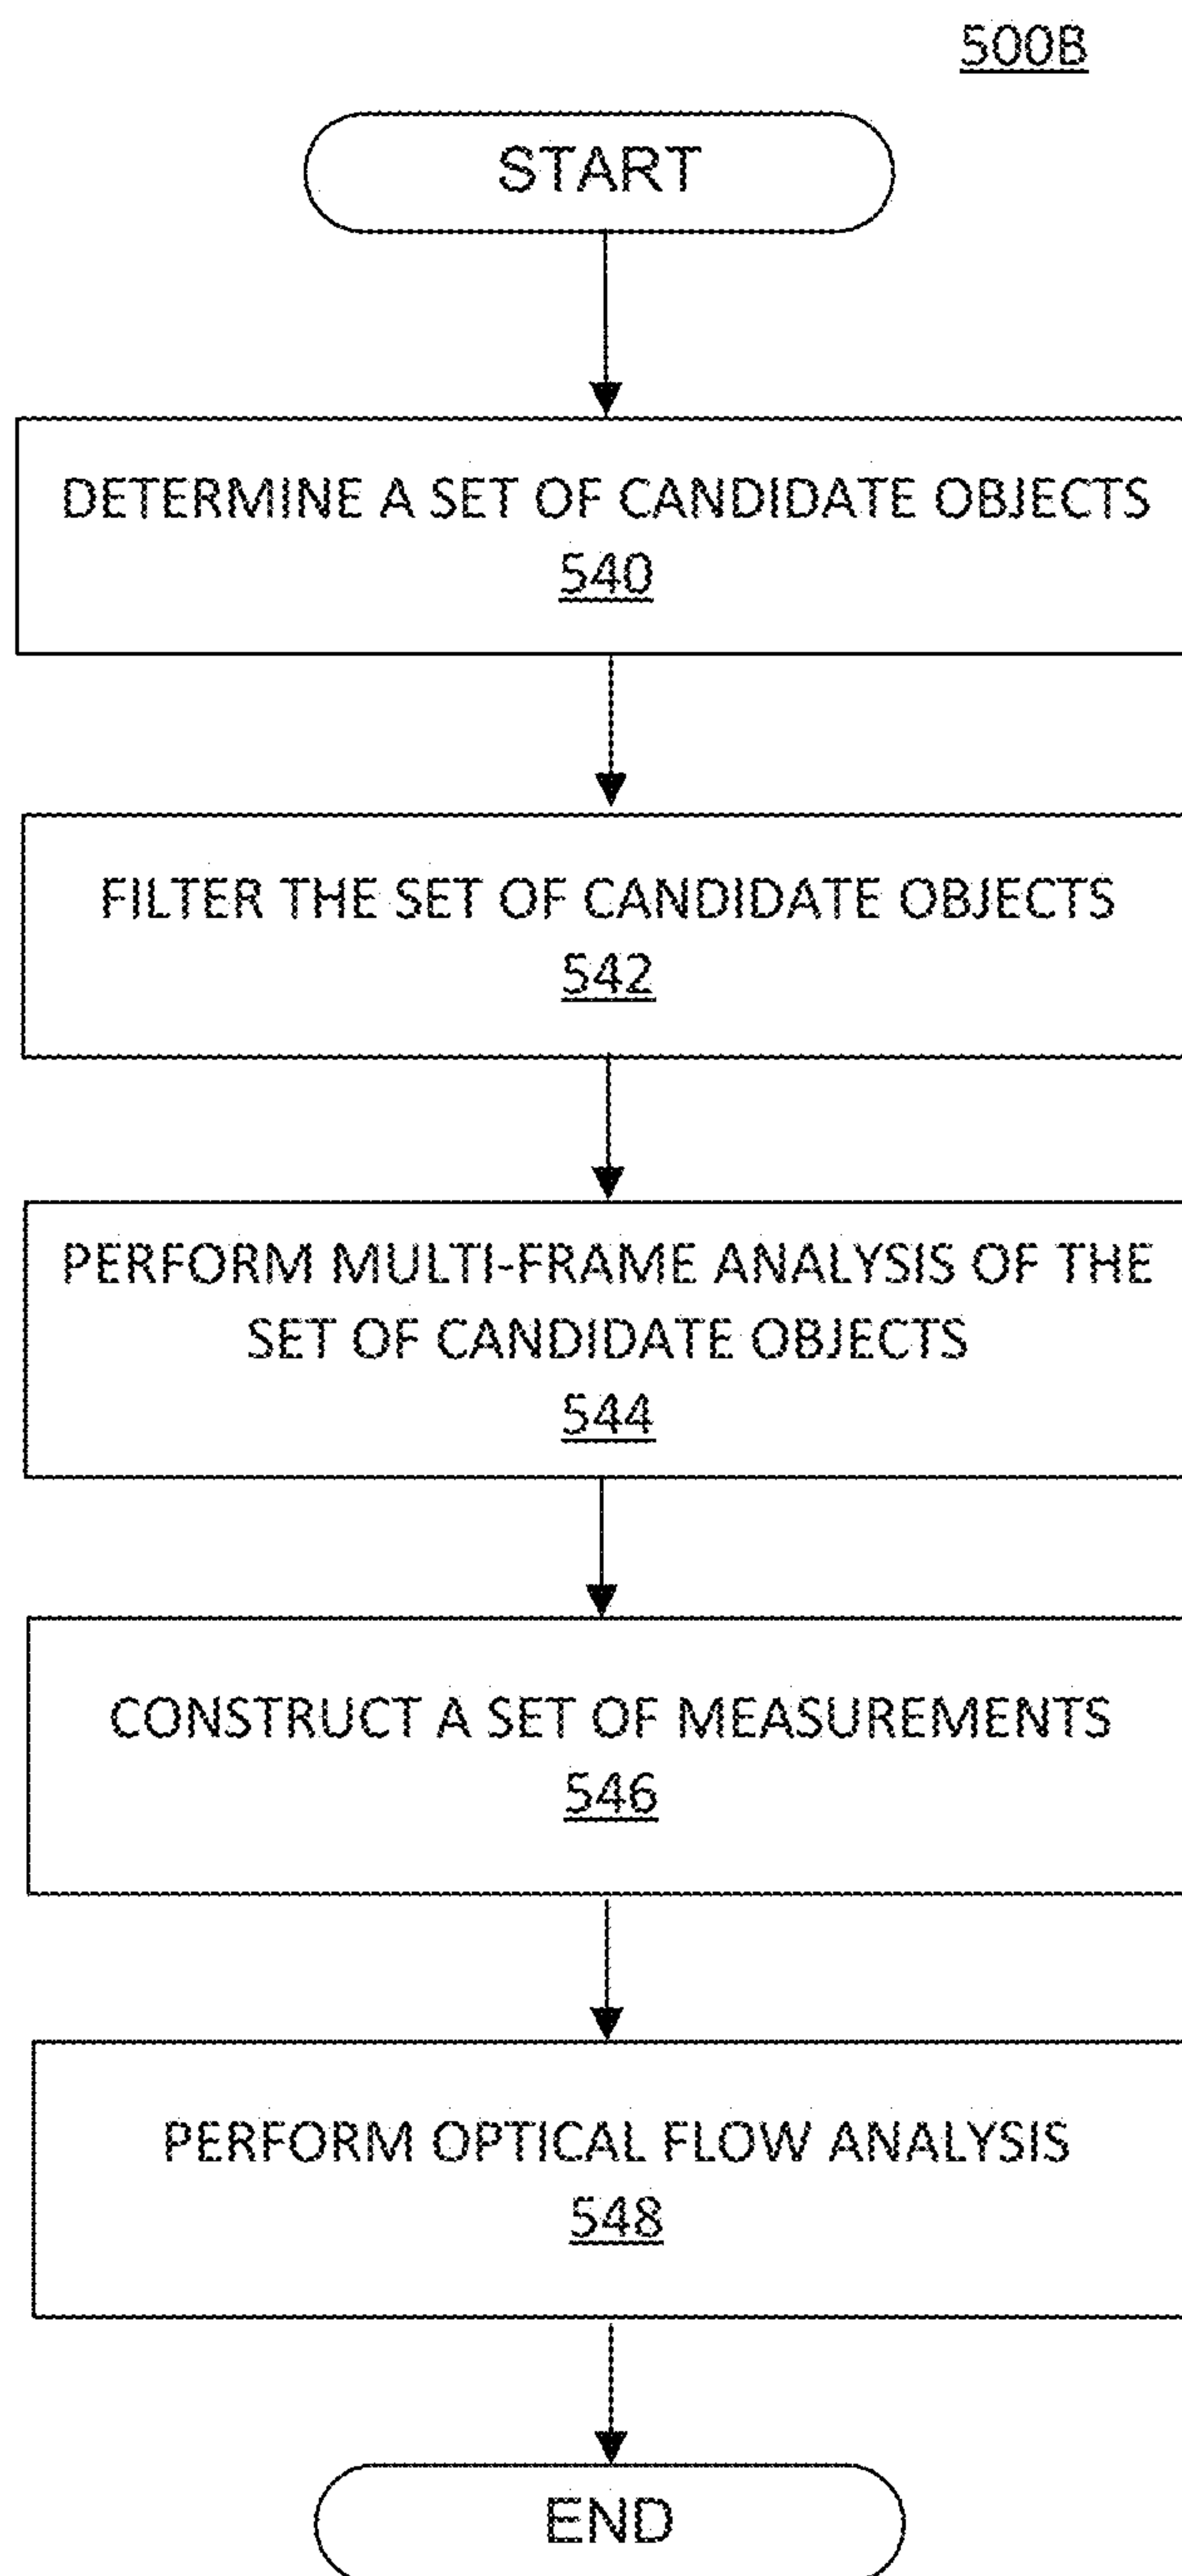 500B
START
DETERMINE A SET OF CANDIDATE OBJECTS
540
FILTER THE SET OF CANDIDATE OBJECTS
542
PERFORM MULTI-FRAME ANALYSIS OF THE
SET OF CANDIDATE OBJECTS
544
CONSTRUCT A SET OF MEASUREMENTS
546
PERFORM OPTICAL FLOW ANALYSIS
548
END